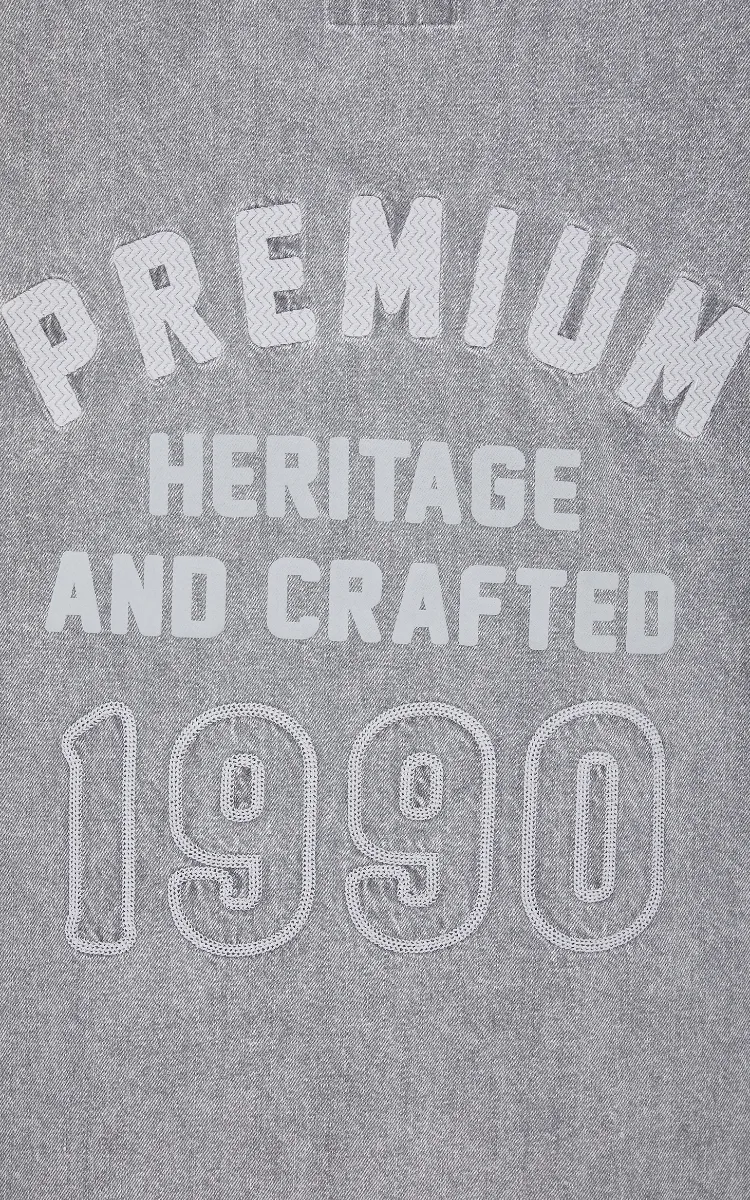 PREMIUM
HERITAGE
AND CRAFTED
1990